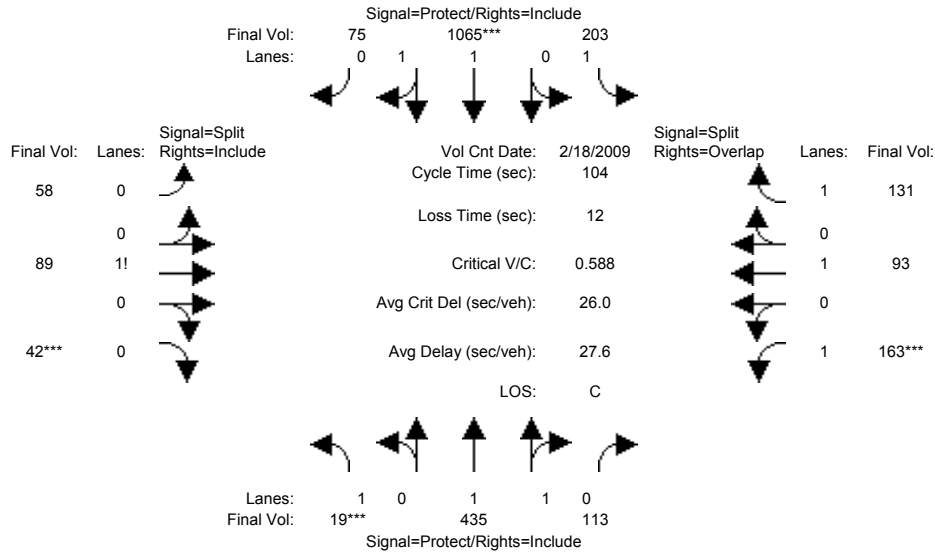 Signal=Protect/Rights=Include
Final Vol: 75 1065*** 203
Lanes: 0 1 1 0 1
Signal=Split Signal=Split
Final Vol: Lanes: Rights=Include Vol Cnt Date: 2/18/2009 Rights=Overlap Lanes: Final Vol:
Cycle Time (sec): 104
58 0 1 131
Loss Time (sec): 12
0 0
89 1! Critical V/C: 0.588 1 93
0 Avg Crit Del (sec/veh): 26.0 0
42*** 0 Avg Delay (sec/veh): 27.6 1 163***
LOS: C
Lanes: 1 0 1 1 0
Final Vol: 19*** 435 113
Signal=Protect/Rights=Include